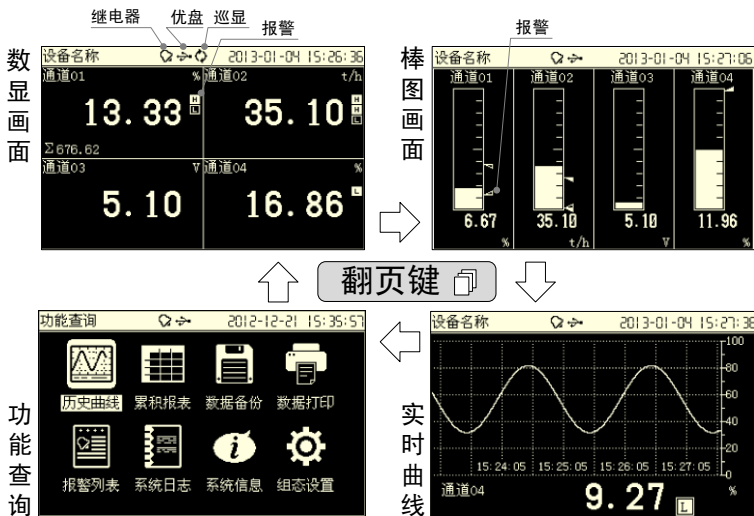 继电器 优盘 巡显 报警
数显画面
设备名称 2013-01-04 15:26:36
通道01 %
13.33 H L
Σ676.62
通道02 t/h
35.10 H H L
通道03 V
5.10
通道04 %
16.86 L
棒图画面
报警
设备名称 2013-01-04 15:27:06
通道01 通道02 通道03 通道04
6.67 35.10 5.10 11.96
% t/h V %
翻页键
功能查询
功能查询 2012-12-21 15:35:57
历史曲线 累积报表 数据备份 数据打印
报警列表 系统日志 系统信息 组态设置
实时曲线
设备名称 2013-01-04 15:27:36
100
80
60
40
20
0
15:24:05 15:25:05 15:26:05 15:27:05
通道04 9.27 L %